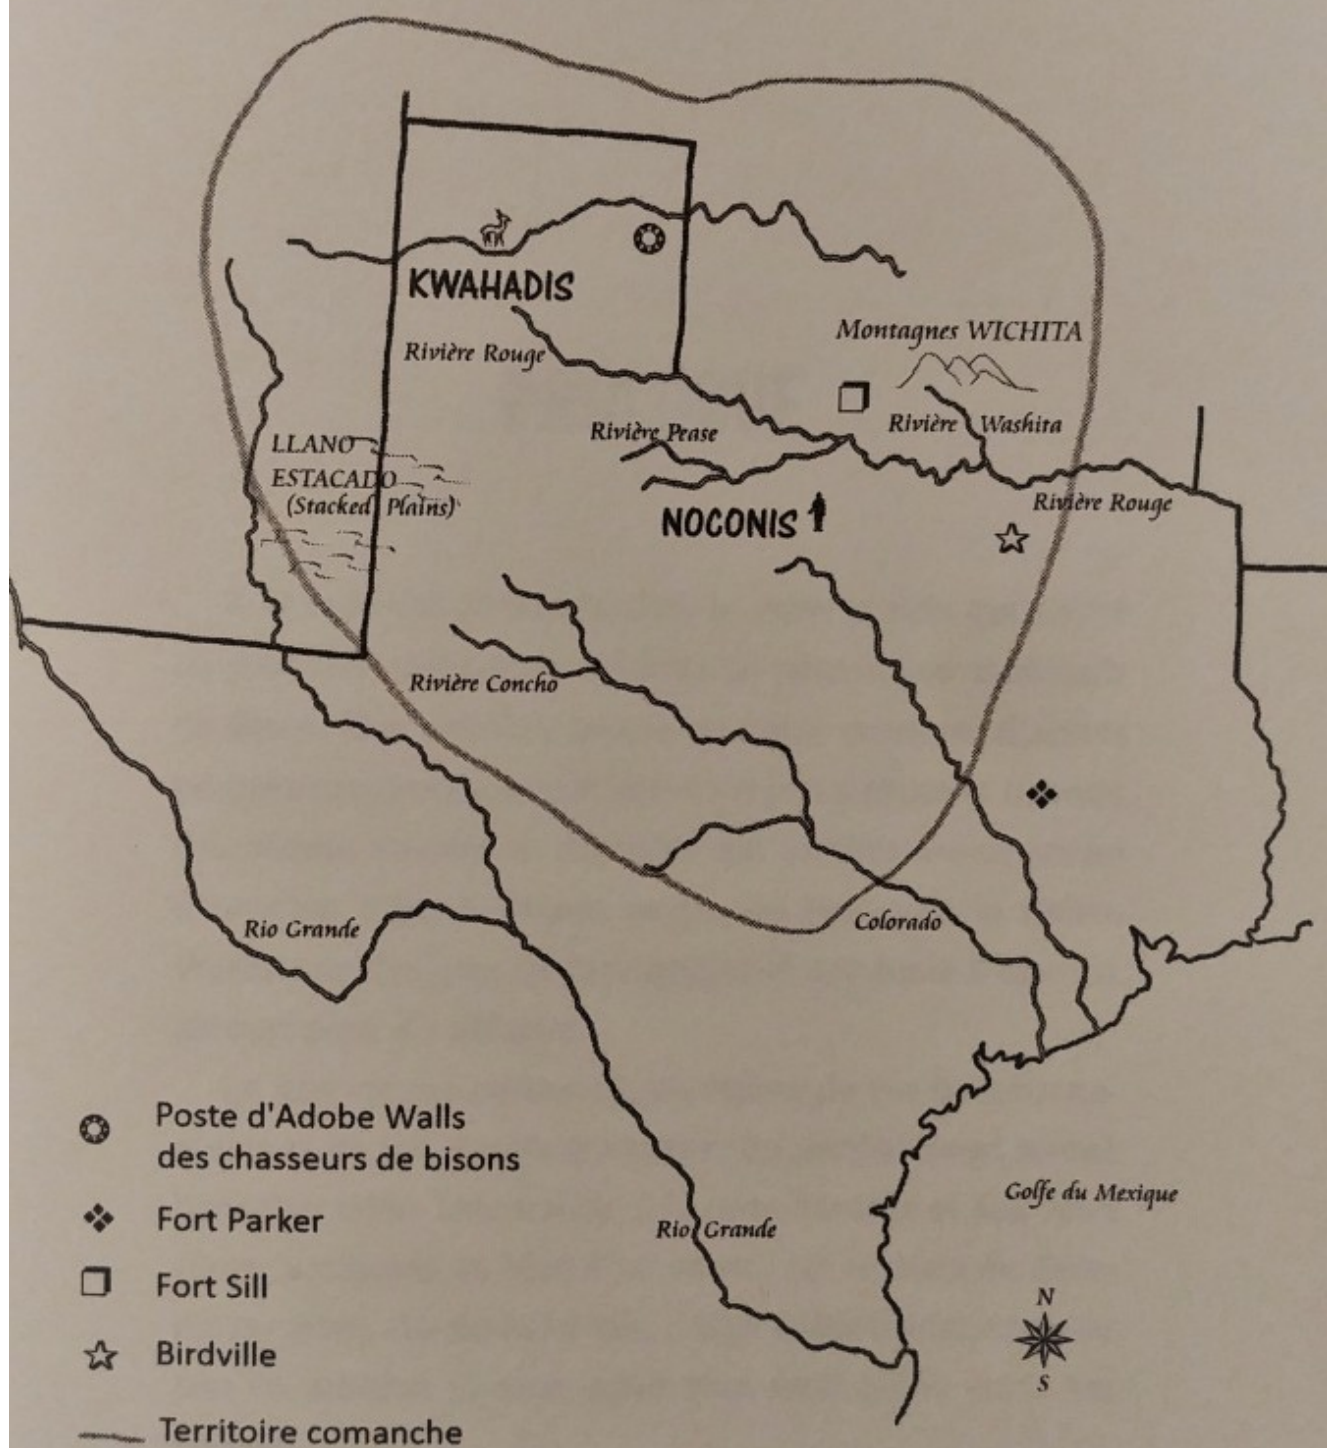 KWAHADIS
Montagnes WICHITA
Rivière Rouge
Rivière Pease
Rivière Washita
LLANO
ESTACADO
(Stacked Plains)
NOCONIS
Rivière Rouge
Rivière Concho
Rio Grande
Colorado
Golfe du Mexique
Rio Grande
N
S
Poste d'Adobe Walls
des chasseurs de bisons
Fort Parker
Fort Sill
Birdville
Territoire comanche